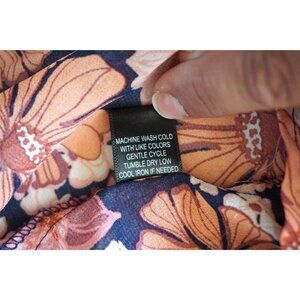 MACHINE WASH COLD
WITH LIKE COLORS
GENTLE CYCLE
TUMBLE DRY LOW
COOL IRON IF NEEDED